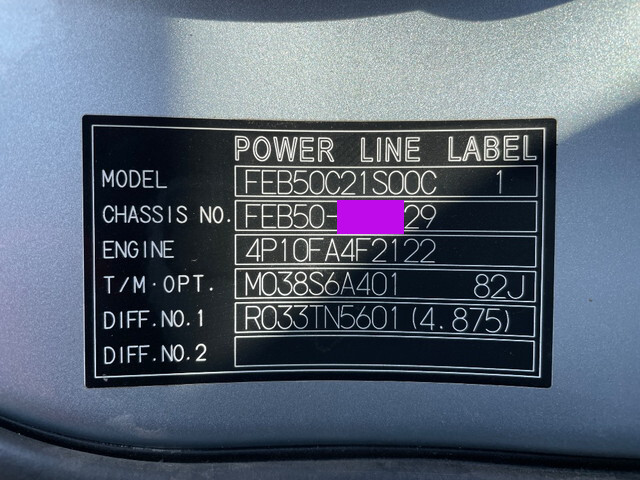 POWER LINE LABEL
MODEL FEB50C21S00C 1
CHASSIS NO. FEB50- 29
ENGINE 4P10FA4F2122
T/M·OPT. M038S6A401 82J
DIFF.NO.1 R033TN5601(4.875)
DIFF.NO.2